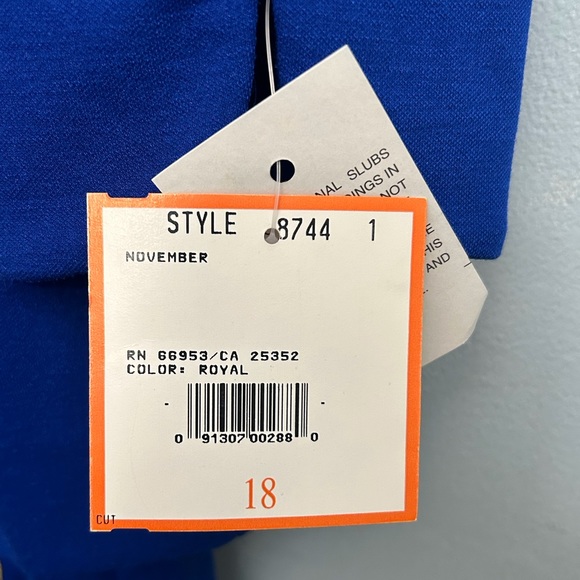 NAL SLUBS
INGS IN
NOT
E
HIS
AND
STYLE 8744 1
NOVEMBER
RN 66953/CA 25352
COLOR: ROYAL
0 91307 00288 0
18
CUT